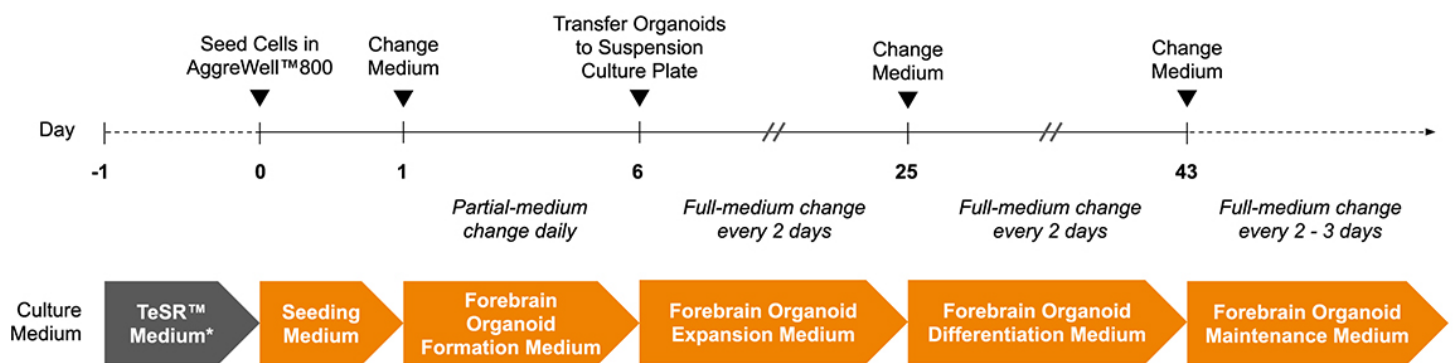 Seed Cells in
AggreWell™800
Change
Medium
Transfer Organoids
to Suspension
Culture Plate
Change
Medium
Change
Medium
Day
-1
0
1
6
25
43
Partial-medium
change daily
Full-medium change
every 2 days
Full-medium change
every 2 days
Full-medium change
every 2 - 3 days
Culture
Medium
TeSR™
Medium*
Seeding
Medium
Forebrain
Organoid
Formation Medium
Forebrain Organoid
Expansion Medium
Forebrain Organoid
Differentiation Medium
Forebrain Organoid
Maintenance Medium